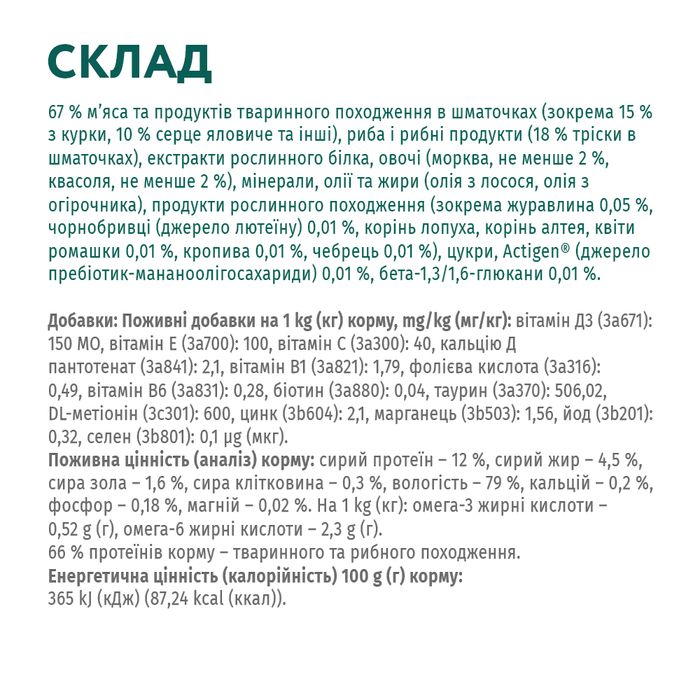 СКЛАД
67 % м’яса та продуктів тваринного походження в шматочках (зокрема 15 %
з курки, 10 % серце яловиче та інші), риба і рибні продукти (18 % тріски в
шматочках), екстракти рослинного білка, овочі (морква, не менше 2 %,
квасоля, не менше 2 %), мінерали, олії та жири (олія з лосося, олія з
огірочника), продукти рослинного походження (зокрема журавлина 0,05 %,
чорнобривці (джерело лютеїну) 0,01 %, корінь лопуха, корінь алтея, квіти
ромашки 0,01 %, кропива 0,01 %, чебрець 0,01 %), цукри, Actigen® (джерело
пребіотик-мананоолігосахариди) 0,01 %, бета-1,3/1,6-глюкани 0,01 %.
Добавки: Поживні добавки на 1 kg (кг) корму, mg/kg (мг/кг): вітамін Д3 (3а671):
150 МО, вітамін Е (3а700): 100, вітамін С (3а300): 40, кальцію Д
пантотенат (3а841): 2,1, вітамін В1 (3а821): 1,79, фолієва кислота (3а316):
0,49, вітамін В6 (3а831): 0,28, біотин (3а880): 0,04, таурин (3а370): 506,02,
DL-метіонін (3с301): 600, цинк (3b604): 2,1, марганець (3b503): 1,56, йод (3b201):
0,32, селен (3b801): 0,1 µg (мкг).
Поживна цінність (аналіз) корму: сирий протеїн – 12 %, сирий жир – 4,5 %,
сира зола – 1,6 %, сира клітковина – 0,3 %, вологість – 79 %, кальцій – 0,2 %,
фосфор – 0,18 %, магній – 0,02 %. На 1 kg (кг): омега-3 жирні кислоти –
0,52 g (г), омега-6 жирні кислоти – 2,3 g (г).
66 % протеїнів корму – тваринного та рибного походження.
Енергетична цінність (калорійність) 100 g (г) корму:
365 kJ (кДж) (87,24 kcal (ккал)).